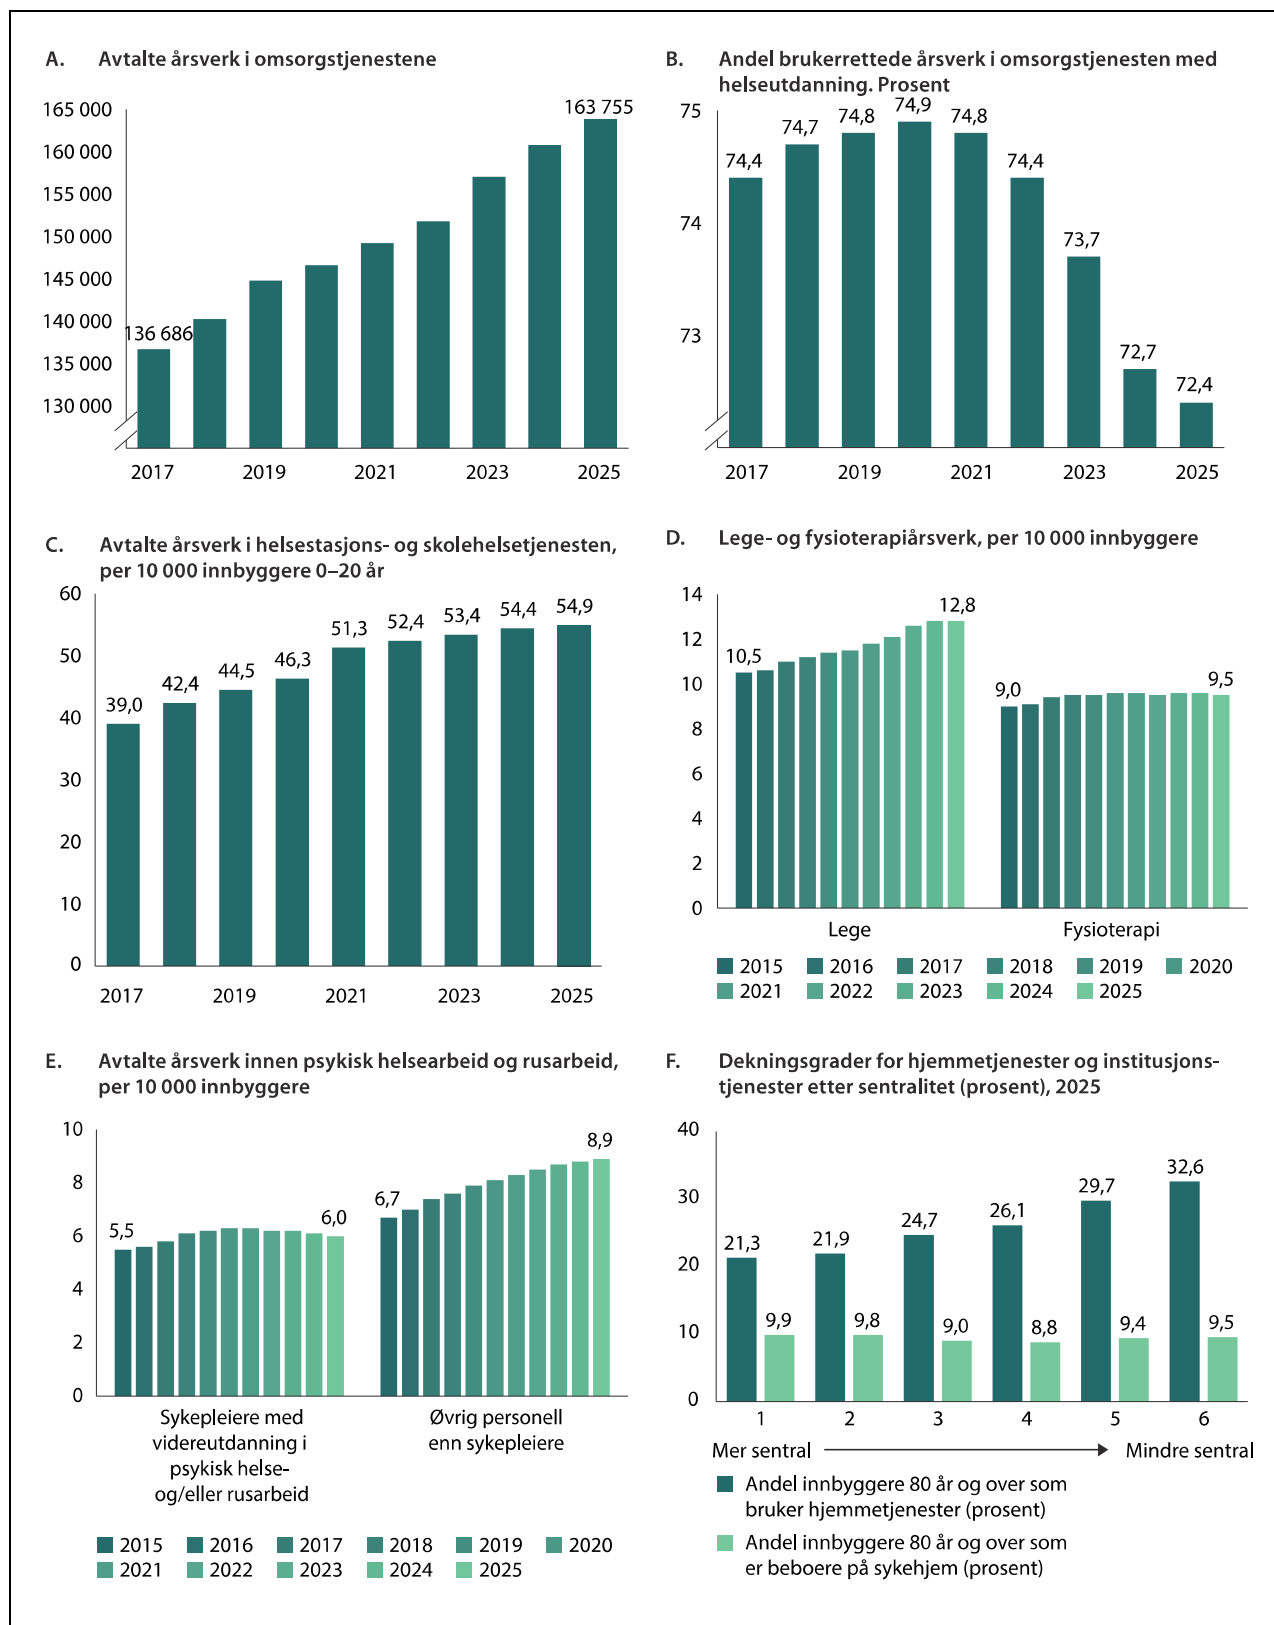 A. Avtalte årsverk i omsorgstjenestene
165 000
160 000
155 000
150 000
145 000
140 000
135 000
130 000
136 686
163 755
2017 2019 2021 2023 2025
B. Andel brukerrettede årsverk i omsorgstjenesten med
helseutdanning. Prosent
75
74
73
74,4 74,7 74,8 74,9 74,8 74,4 73,7 72,7 72,4
2017 2019 2021 2023 2025
C. Avtalte årsverk i helsestasjons- og skolehelsetjenesten,
per 10 000 innbyggere 0–20 år
60
50
40
30
20
10
0
39,0 42,4 44,5 46,3 51,3 52,4 53,4 54,4 54,9
2017 2019 2021 2023 2025
D. Lege- og fysioterapiårsverk, per 10 000 innbyggere
14
12
10
8
6
4
2
0
10,5 12,8 9,0 9,5
Lege Fysioterapi
2015 2016 2017 2018 2019 2020
2021 2022 2023 2024 2025
E. Avtalte årsverk innen psykisk helsearbeid og rusarbeid,
per 10 000 innbyggere
10
8
6
4
2
0
5,5 6,0 6,7 8,9
Sykepleiere med
videreutdanning i
psykisk helse-
og/eller rusarbeid
Øvrig personell
enn sykepleiere
2015 2016 2017 2018 2019 2020
2021 2022 2023 2024 2025
F. Dekningsgrader for hjemmetjenester og institusjons-
tjenester etter sentralitet (prosent), 2025
40
30
20
10
0
21,3 21,9 24,7 26,1 29,7 32,6
9,9 9,8 9,0 8,8 9,4 9,5
1 2 3 4 5 6
Mer sentral Mindre sentral
Andel innbyggere 80 år og over som
bruker hjemmetjenester (prosent)
Andel innbyggere 80 år og over som
er beboere på sykehjem (prosent)